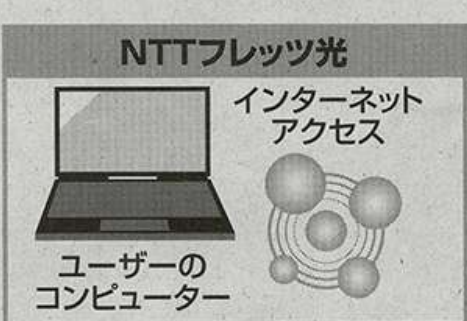 NTTフレッツ光
インターネット
アクセス
ユーザーの
コンピューター